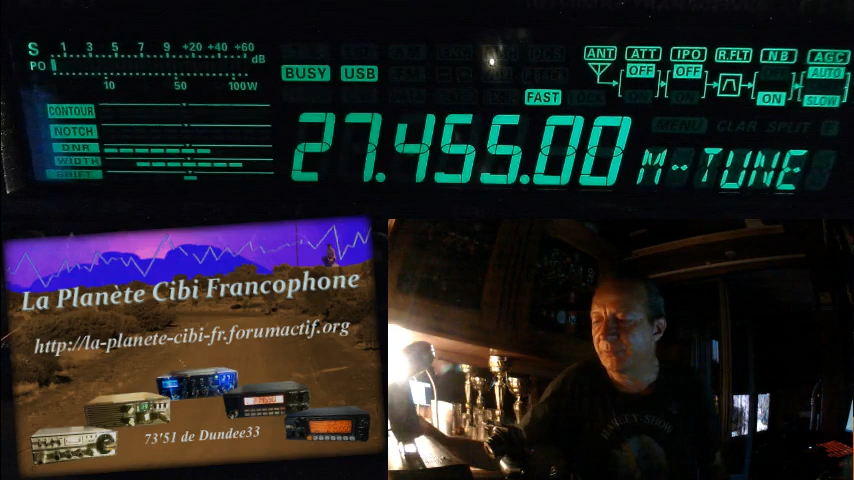 S 1 3 5 7 9 +20 +40 +60 dB
PO 10 50 100W
BUSY USB
FAST
ANT ATT IPO R.FLT NB AGC
OFF OFF AUTO
ON SLOW
CONTOUR
NOTCH
DNR
WIDTH
SHIFT
27.455.00 M--TUNE
MENU CLAR SPLIT
La Planète Cibi Francophone
http://la-planete-cibi-fr.forumactif.org
73'51 de Dundee33